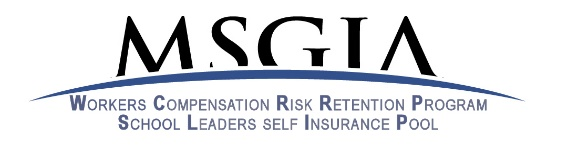 MSGIA
WORKERS COMPENSATION RISK RETENTION PROGRAM
SCHOOL LEADERS SELF INSURANCE POOL